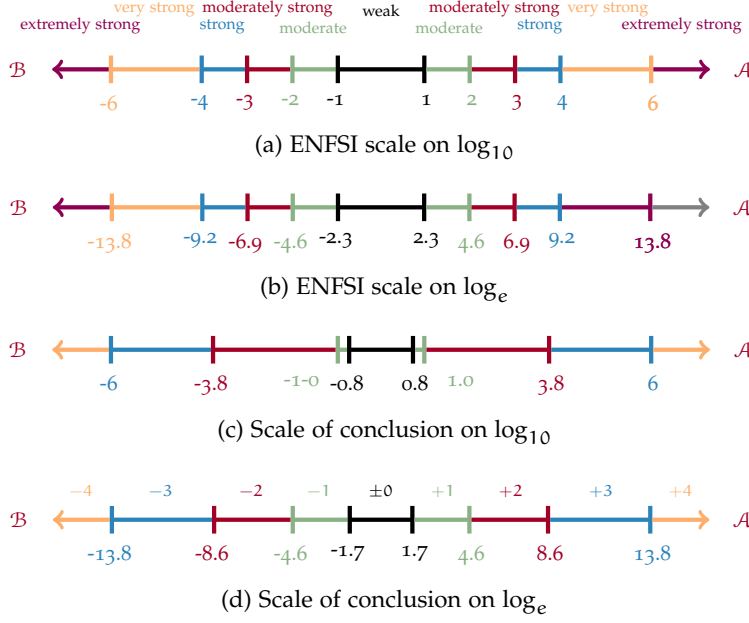 very strong moderately strong weak moderately strong very strong
extremely strong strong moderate moderate strong extremely strong
ℬ 𝒜
-6 -4 -3 -2 -1 1 2 3 4 6
(a) ENFSI scale on log₁₀
ℬ 𝒜
-13.8 -9.2 -6.9 -4.6 -2.3 2.3 4.6 6.9 9.2 13.8
(b) ENFSI scale on logₑ
ℬ 𝒜
-6 -3.8 -1-0 -0.8 0.8 1.0 3.8 6
(c) Scale of conclusion on log₁₀
−4 −3 −2 −1 ±0 +1 +2 +3 +4
ℬ 𝒜
-13.8 -8.6 -4.6 -1.7 1.7 4.6 8.6 13.8
(d) Scale of conclusion on logₑ